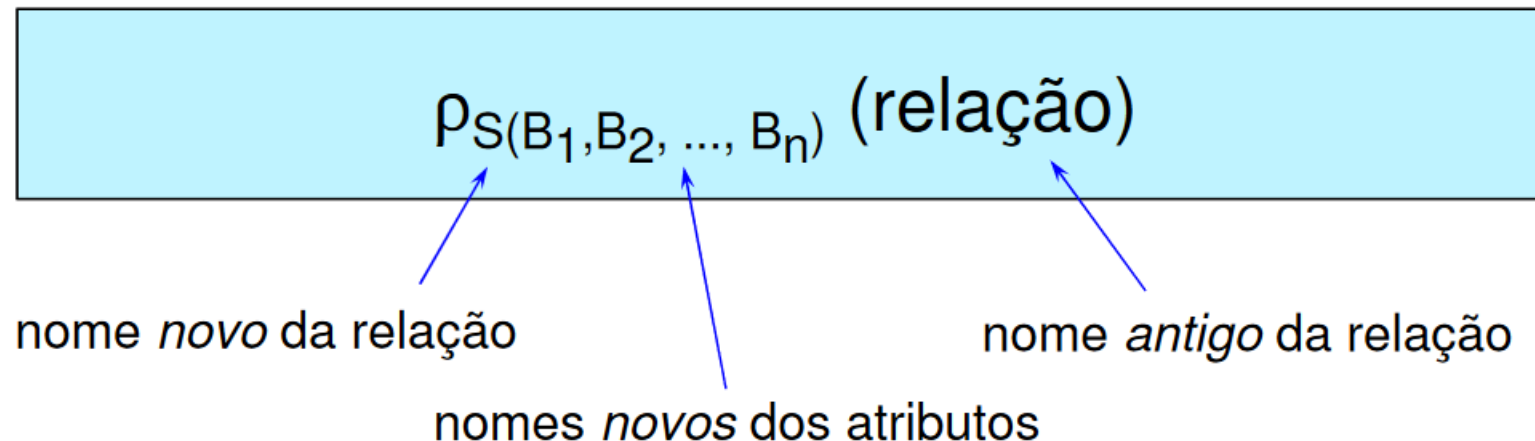 ρS(B1,B2, ..., Bn) (relação)
nome novo da relação
nome antigo da relação
nomes novos dos atributos